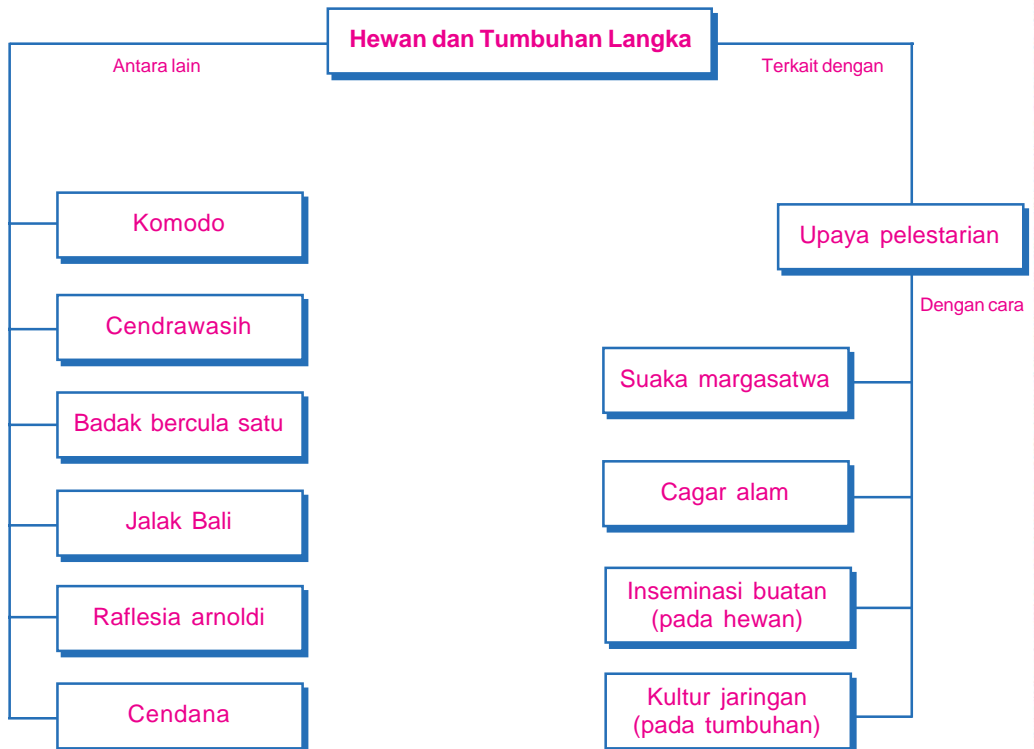 Hewan dan Tumbuhan Langka
Antara lain
Terkait dengan
Komodo
Cendrawasih
Badak bercula satu
Jalak Bali
Raflesia arnoldi
Cendana
Upaya pelestarian
Dengan cara
Suaka margasatwa
Cagar alam
Inseminasi buatan
(pada hewan)
Kultur jaringan
(pada tumbuhan)